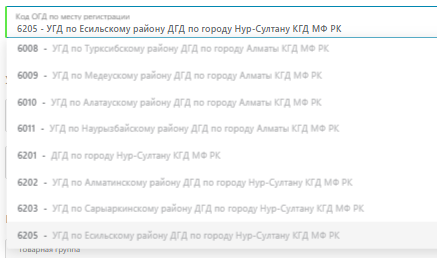 Код ОГД по месту регистрации
6205 - УГД по Есильскому району ДГД по городу Нур-Султану КГД МФ РК
6008 - УГД по Турксибскому району ДГД по городу Алматы КГД МФ РК
6009 - УГД по Медеускому району ДГД по городу Алматы КГД МФ РК
6010 - УГД по Алатаускому району ДГД по городу Алматы КГД МФ РК
6011 - УГД по Наурызбайскому району ДГД по городу Алматы КГД МФ РК
6201 - ДГД по городу Нур-Султану КГД МФ РК
6202 - УГД по Алматинскому району ДГД по городу Нур-Султану КГД МФ РК
6203 - УГД по Сарыаркинскому району ДГД по городу Нур-Султану КГД МФ РК
6205 - УГД по Есильскому району ДГД по городу Нур-Султану КГД МФ РК
Товарная группа